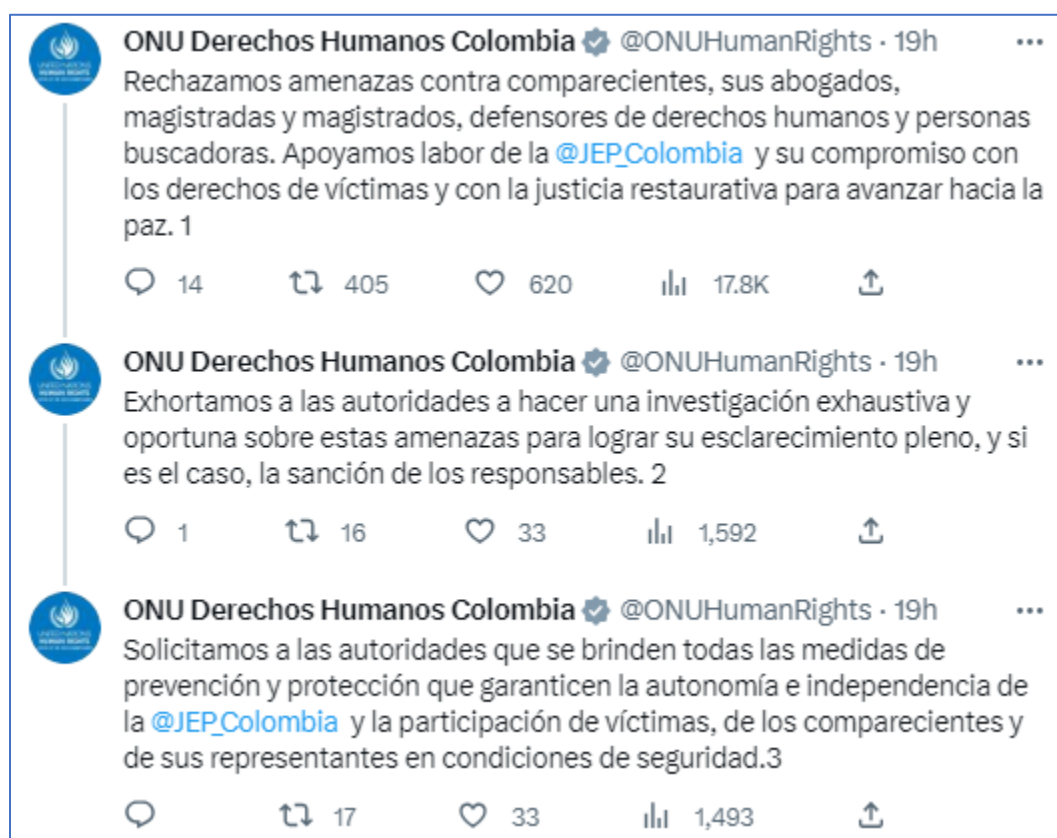 ONU Derechos Humanos Colombia @ONUHumanRights · 19h ...
Rechazamos amenazas contra comparecientes, sus abogados,
magistradas y magistrados, defensores de derechos humanos y personas
buscadoras. Apoyamos labor de la @JEP_Colombia y su compromiso con
los derechos de víctimas y con la justicia restaurativa para avanzar hacia la
paz. 1
14 405 620 17.8K
ONU Derechos Humanos Colombia @ONUHumanRights · 19h ...
Exhortamos a las autoridades a hacer una investigación exhaustiva y
oportuna sobre estas amenazas para lograr su esclarecimiento pleno, y si
es el caso, la sanción de los responsables. 2
1 16 33 1,592
ONU Derechos Humanos Colombia @ONUHumanRights · 19h ...
Solicitamos a las autoridades que se brinden todas las medidas de
prevención y protección que garanticen la autonomía e independencia de
la @JEP_Colombia y la participación de víctimas, de los comparecientes y
de sus representantes en condiciones de seguridad.3
17 33 1,493